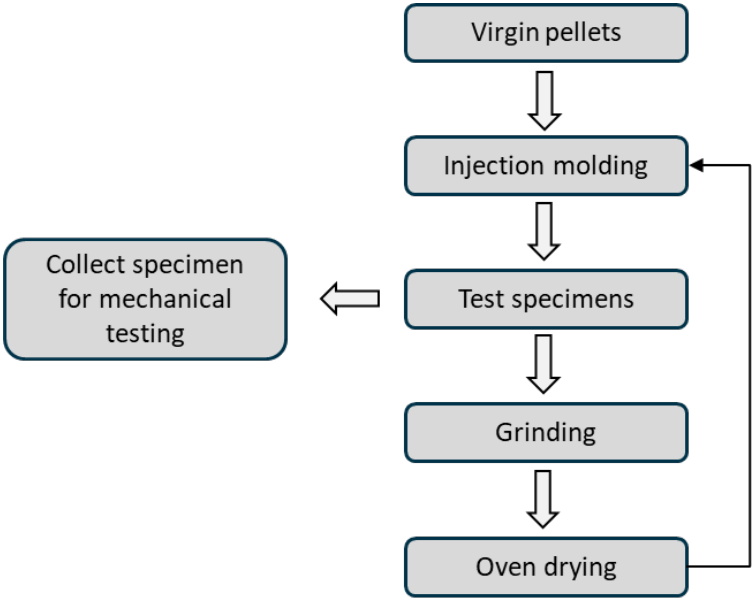 Virgin pellets
Injection molding
Collect specimen
for mechanical
testing
Test specimens
Grinding
Oven drying